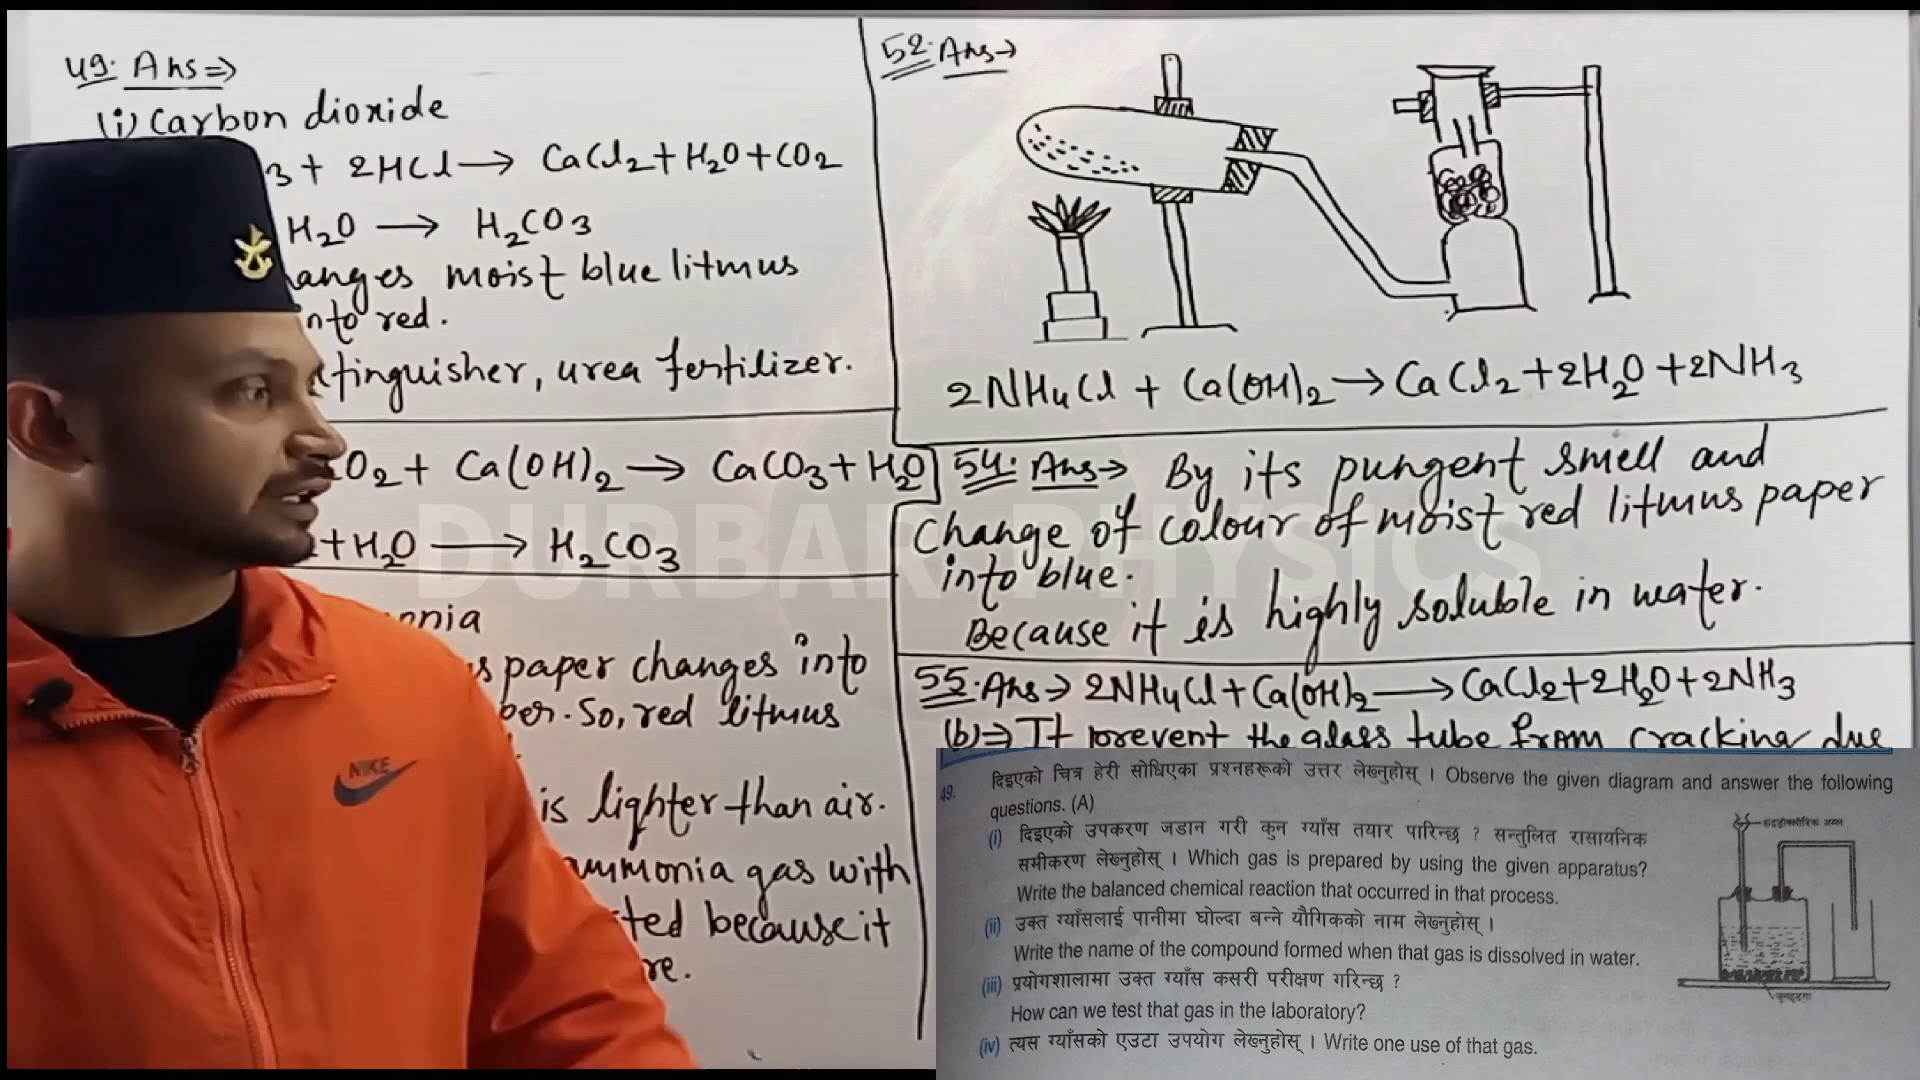 49. Ans ⇒
(i) Carbon dioxide
3 + 2HCl → CaCl2 + H2O + CO2
H2O → H2CO3
anges moist blue litmus
nto red.
tinguisher, urea fertilizer.
O2 + Ca(OH)2 → CaCO3 + H2O
+ H2O → H2CO3
onia
s paper changes into
per. So, red litmus
is lighter than air.
ammonia gas with
ted because it
re.
52. Ans →
2NH4Cl + Ca(OH)2 → CaCl2 + 2H2O + 2NH3
54. Ans → By its pungent smell and
change of colour of moist red litmus paper
into blue.
Because it is highly soluble in water.
55. Ans → 2NH4Cl + Ca(OH)2 → CaCl2 + 2H2O + 2NH3
(b) ⇒ It prevent the glass tube from cracking due
DURBAR PHYSICS
NIKE
49. दिइएको चित्र हेरी सोधिएका प्रश्नहरूको उत्तर लेख्नुहोस् । Observe the given diagram and answer the following
questions. (A)
(i) दिइएको उपकरण जडान गरी कुन ग्याँस तयार पारिन्छ ? सन्तुलित रासायनिक
समीकरण लेख्नुहोस् । Which gas is prepared by using the given apparatus?
Write the balanced chemical reaction that occurred in that process.
(ii) उक्त ग्याँसलाई पानीमा घोल्दा बन्ने यौगिकको नाम लेख्नुहोस् ।
Write the name of the compound formed when that gas is dissolved in water.
(iii) प्रयोगशालामा उक्त ग्याँस कसरी परीक्षण गरिन्छ ?
How can we test that gas in the laboratory?
(iv) त्यस ग्याँसको एउटा उपयोग लेख्नुहोस् । Write one use of that gas.
हाइड्रोक्लोरिक अम्ल
चुनढुङ्गा